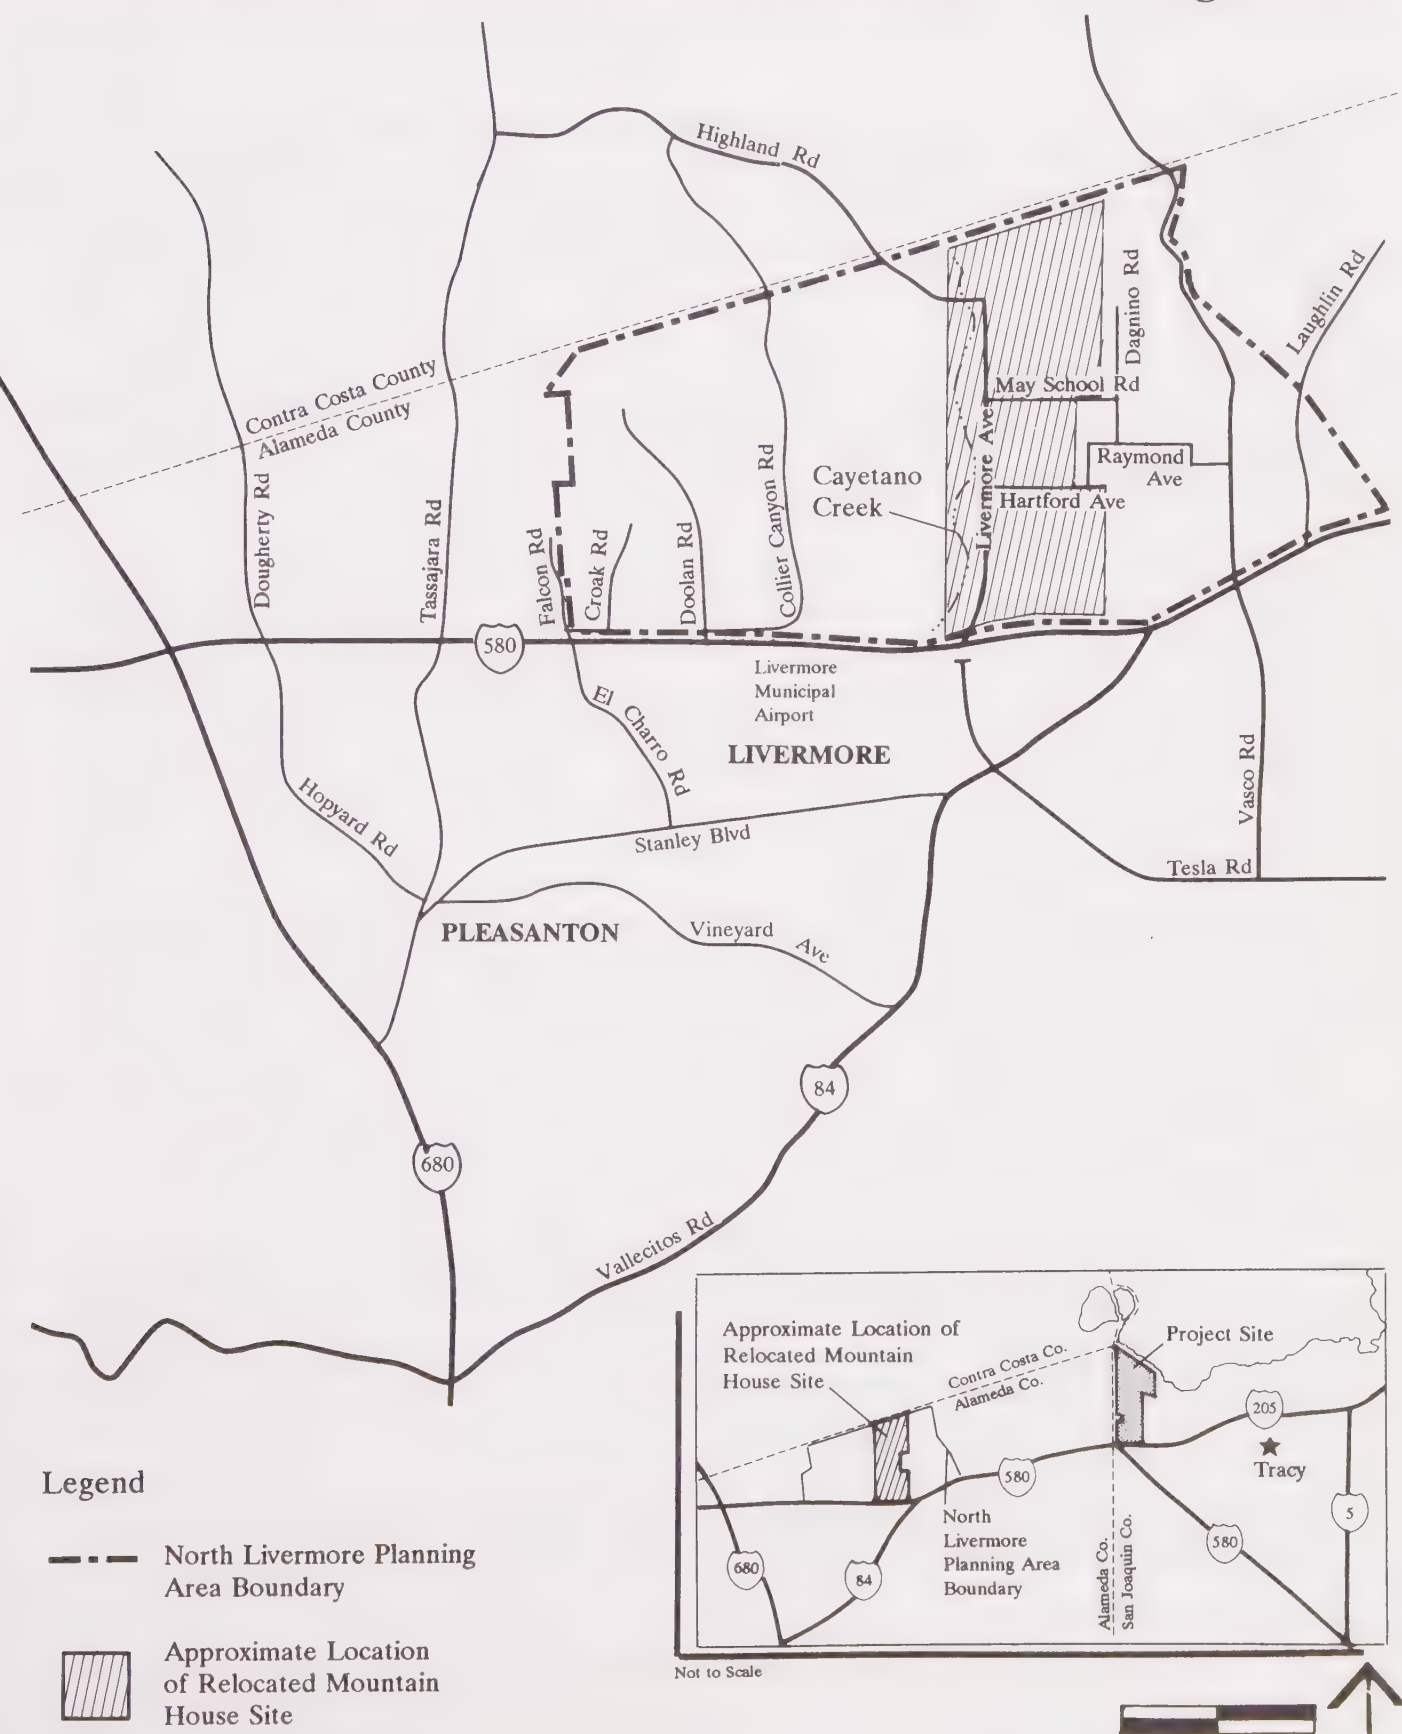 Highland Rd
Contra Costa County
Alameda County
Dougherty Rd
Tassajara Rd
Falcon Rd
Croak Rd
Doolan Rd
Collier Canyon Rd
Cayetano
Creek
Livermore Ave
May School Rd
Dagnino Rd
Raymond
Ave
Hartford Ave
Laughlin Rd
580
Livermore
Municipal
Airport
LIVERMORE
El Charro Rd
Hopyard Rd
Stanley Blvd
Vasco Rd
Tesla Rd
PLEASANTON
Vineyard Ave
84
680
Vallecitos Rd
Approximate Location of
Relocated Mountain
House Site
Contra Costa Co.
Alameda Co.
Project Site
205
Tracy
580
5
North
Livermore
Planning Area
Boundary
Alameda Co.
San Joaquin Co.
580
680
84
Not to Scale
Legend
North Livermore Planning
Area Boundary
Approximate Location
of Relocated Mountain
House Site